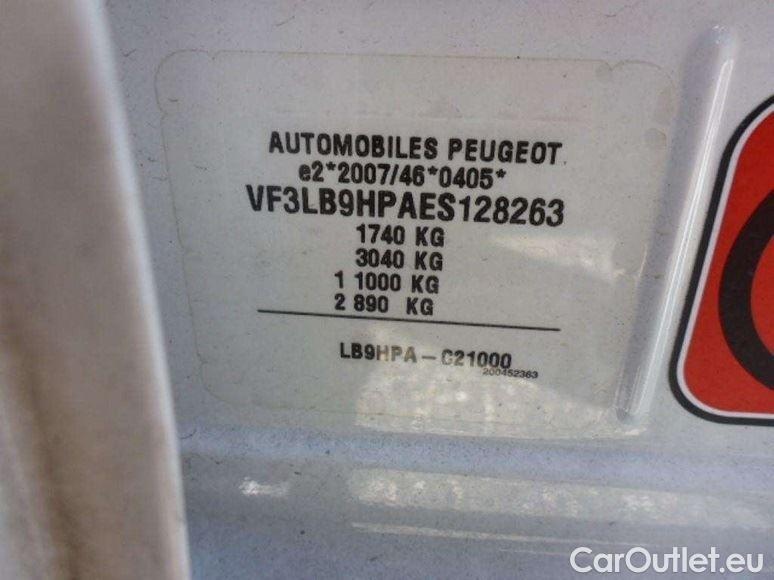 AUTOMOBILES PEUGEOT
e2*2007/46*0405*
VF3LB9HPAES128263
1740 KG
3040 KG
1 1000 KG
2 890 KG
LB9HPA-C21000
200452363
CarOutlet.eu